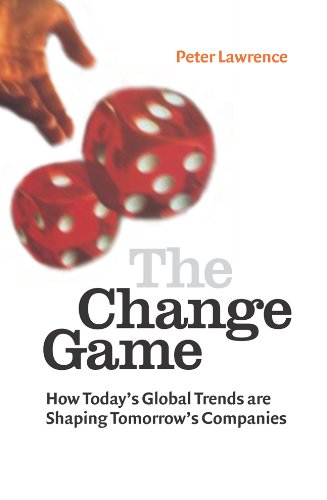 Peter Lawrence
The
Change
Game
How Today's Global Trends are
Shaping Tomorrow's Companies